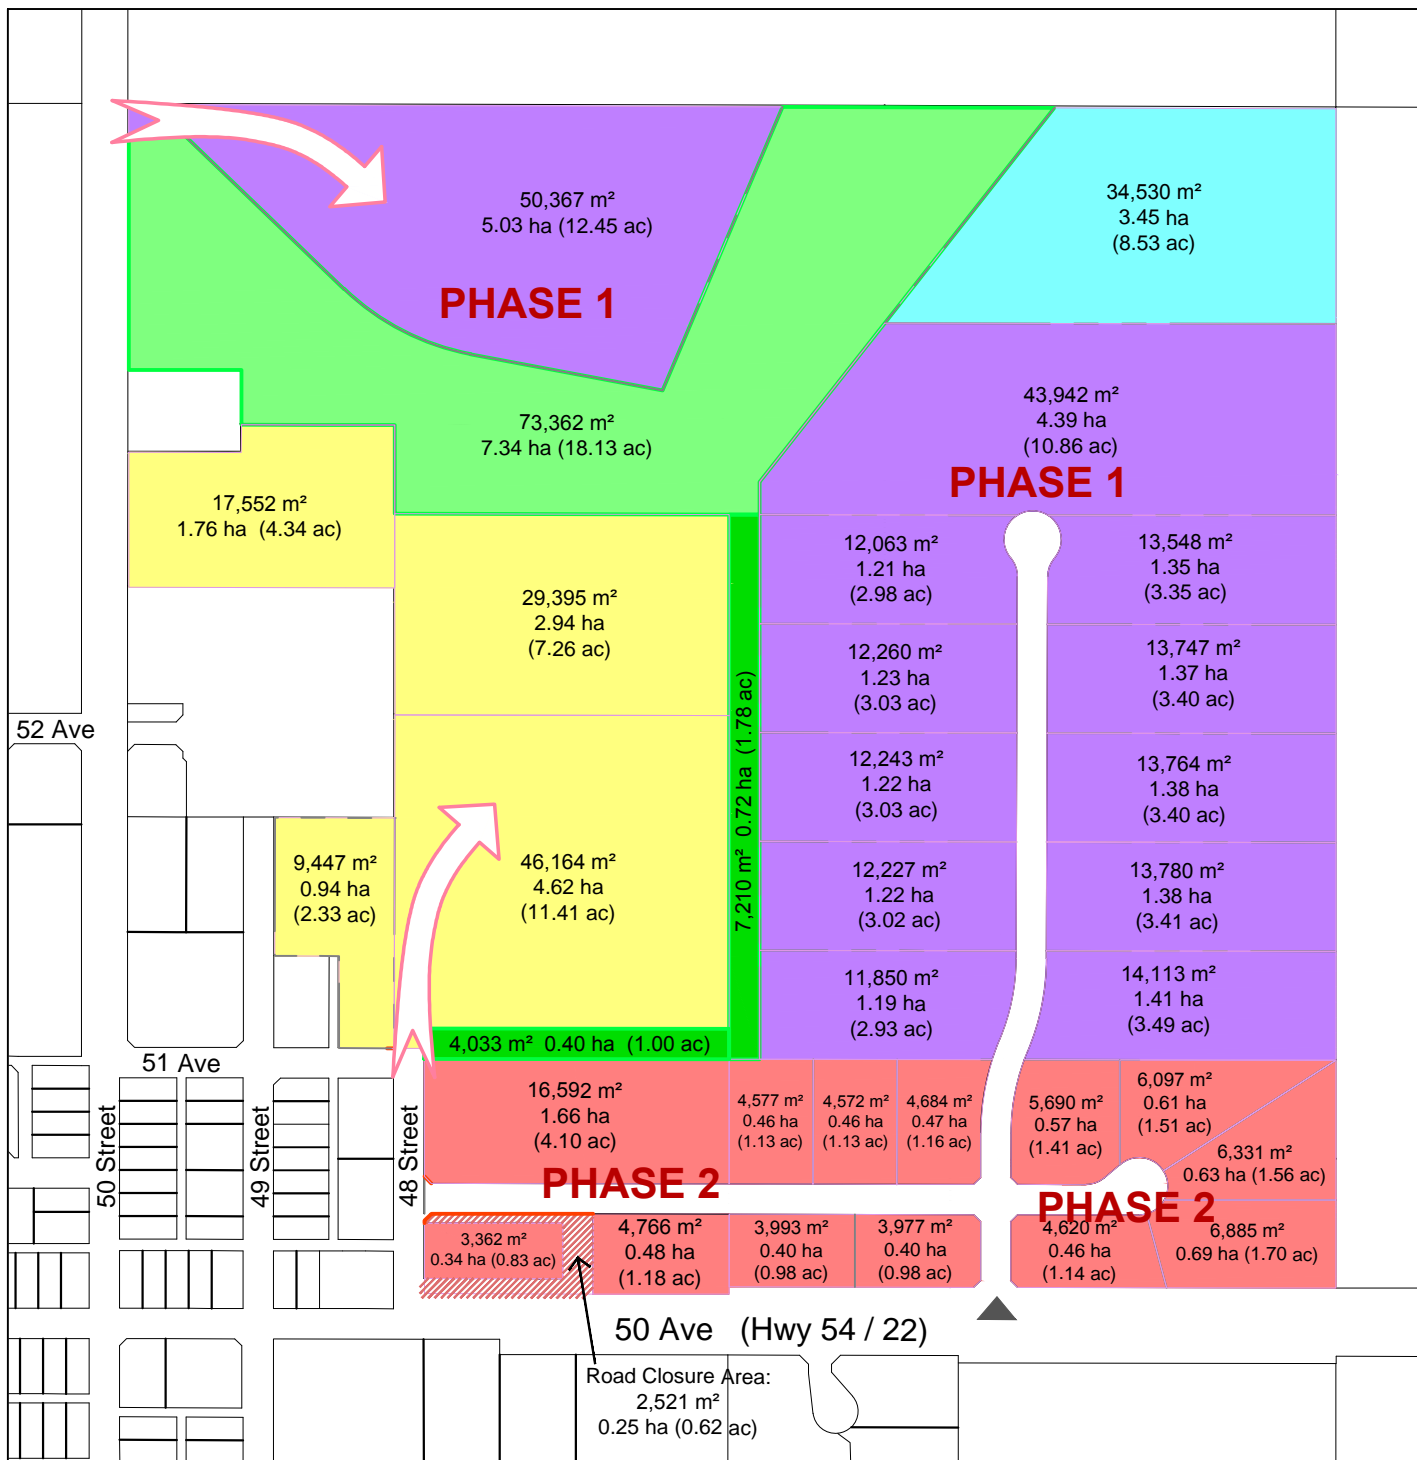 50,367 m²
5.03 ha (12.45 ac)
PHASE 1
34,530 m²
3.45 ha
(8.53 ac)
73,362 m²
7.34 ha (18.13 ac)
43,942 m²
4.39 ha
(10.86 ac)
PHASE 1
17,552 m²
1.76 ha (4.34 ac)
29,395 m²
2.94 ha
(7.26 ac)
12,063 m²
1.21 ha
(2.98 ac)
13,548 m²
1.35 ha
(3.35 ac)
12,260 m²
1.23 ha
(3.03 ac)
13,747 m²
1.37 ha
(3.40 ac)
52 Ave
7,210 m² 0.72 ha (1.78 ac)
12,243 m²
1.22 ha
(3.03 ac)
13,764 m²
1.38 ha
(3.40 ac)
9,447 m²
0.94 ha
(2.33 ac)
46,164 m²
4.62 ha
(11.41 ac)
12,227 m²
1.22 ha
(3.02 ac)
13,780 m²
1.38 ha
(3.41 ac)
11,850 m²
1.19 ha
(2.93 ac)
14,113 m²
1.41 ha
(3.49 ac)
4,033 m² 0.40 ha (1.00 ac)
51 Ave
50 Street
49 Street
48 Street
16,592 m²
1.66 ha
(4.10 ac)
4,577 m²
0.46 ha
(1.13 ac)
4,572 m²
0.46 ha
(1.13 ac)
4,684 m²
0.47 ha
(1.16 ac)
5,690 m²
0.57 ha
(1.41 ac)
6,097 m²
0.61 ha
(1.51 ac)
6,331 m²
0.63 ha (1.56 ac)
PHASE 2
PHASE 2
3,362 m²
0.34 ha (0.83 ac)
4,766 m²
0.48 ha
(1.18 ac)
3,993 m²
0.40 ha
(0.98 ac)
3,977 m²
0.40 ha
(0.98 ac)
4,620 m²
0.46 ha
(1.14 ac)
6,885 m²
0.69 ha (1.70 ac)
50 Ave (Hwy 54 / 22)
Road Closure Area:
2,521 m²
0.25 ha (0.62 ac)